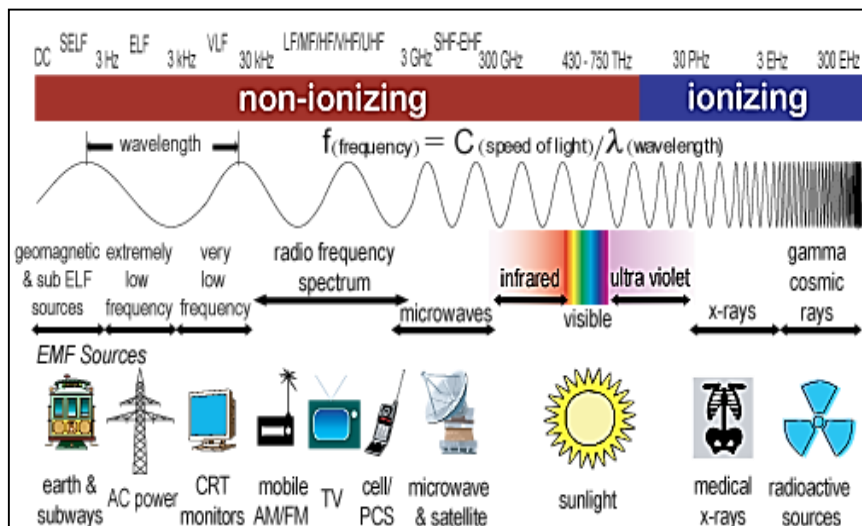 DC SELF 3 Hz ELF 3 kHz VLF 30 kHz LF/MF/HF/VHF/UHF 3 GHz SHF-EHF 300 GHz 430 - 750 THz 30 PHz 3 EHz 300 EHz
non-ionizing ionizing
wavelength f(frequency) = C (speed of light) / λ (wavelength)
geomagnetic & sub ELF sources
extremely low frequency
very low frequency
radio frequency spectrum
microwaves
infrared
visible
ultra violet
x-rays
gamma cosmic rays
EMF Sources
earth & subways
AC power
CRT monitors
mobile AM/FM
TV
cell/ PCS
microwave & satellite
sunlight
medical x-rays
radioactive sources